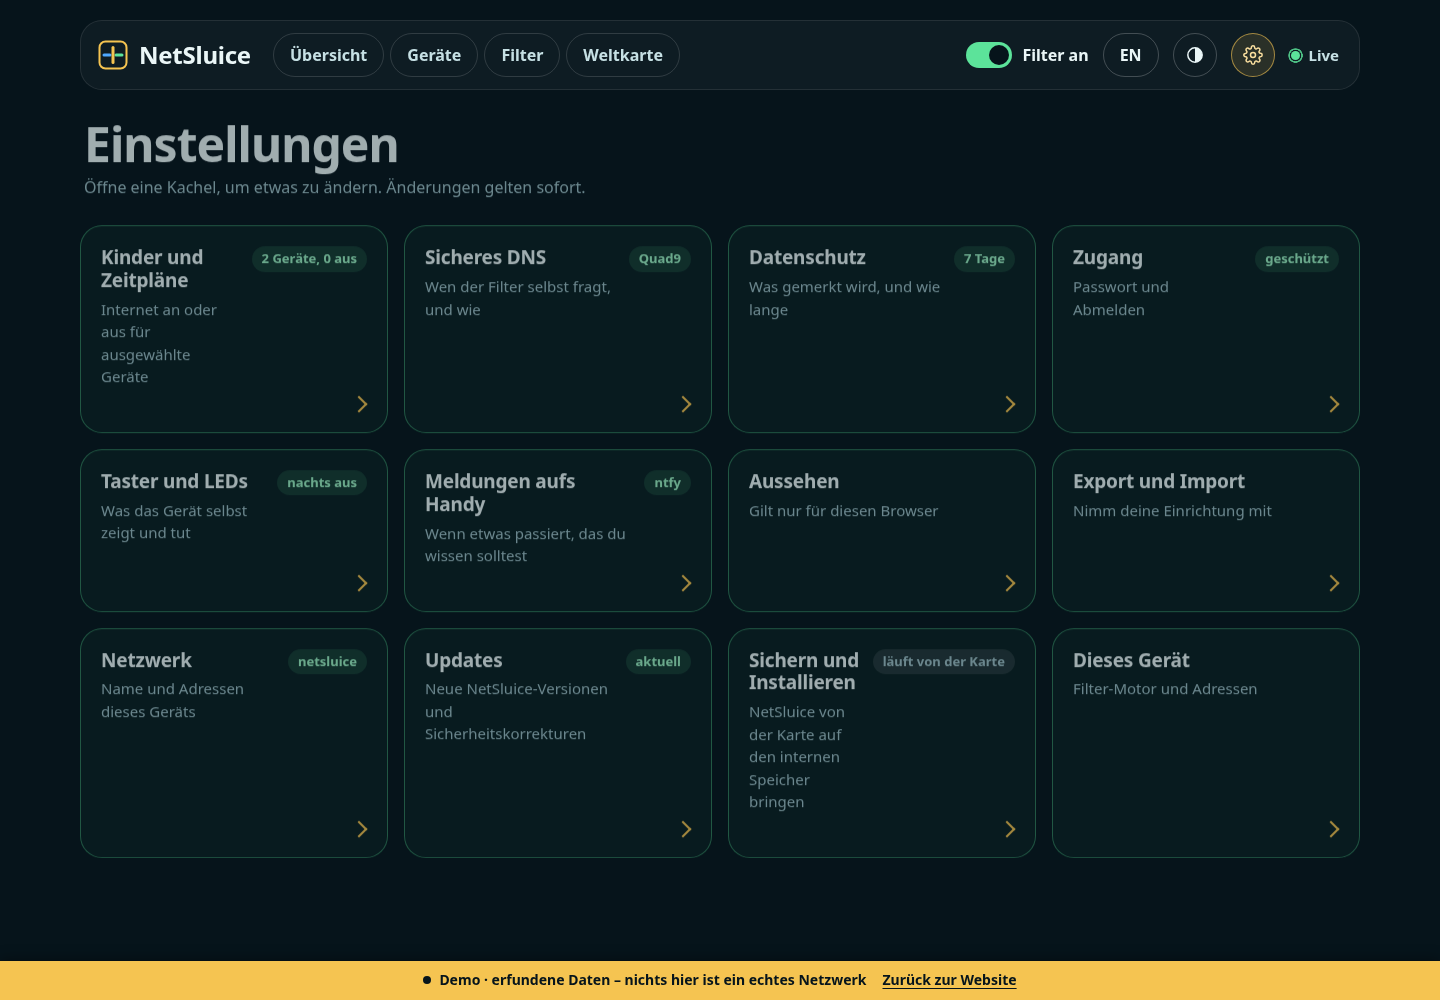 NetSluice
Übersicht
Geräte
Filter
Weltkarte
Filter an
EN
Live
Einstellungen
Öffne eine Kachel, um etwas zu ändern. Änderungen gelten sofort.
Kinder und
Zeitpläne
2 Geräte, 0 aus
Internet an oder
aus für
ausgewählte
Geräte
Sicheres DNS
Quad9
Wen der Filter selbst fragt,
und wie
Datenschutz
7 Tage
Was gemerkt wird, und wie
lange
Zugang
geschützt
Passwort und
Abmelden
Taster und LEDs
nachts aus
Was das Gerät selbst
zeigt und tut
Meldungen aufs
Handy
ntfy
Wenn etwas passiert, das du
wissen solltest
Aussehen
Gilt nur für diesen Browser
Export und Import
Nimm deine Einrichtung mit
Netzwerk
netsluice
Name und Adressen
dieses Geräts
Updates
aktuell
Neue NetSluice-Versionen
und
Sicherheitskorrekturen
Sichern und
Installieren
läuft von der Karte
NetSluice von
der Karte auf
den internen
Speicher
bringen
Dieses Gerät
Filter-Motor und Adressen
Demo · erfundene Daten – nichts hier ist ein echtes Netzwerk
Zurück zur Website